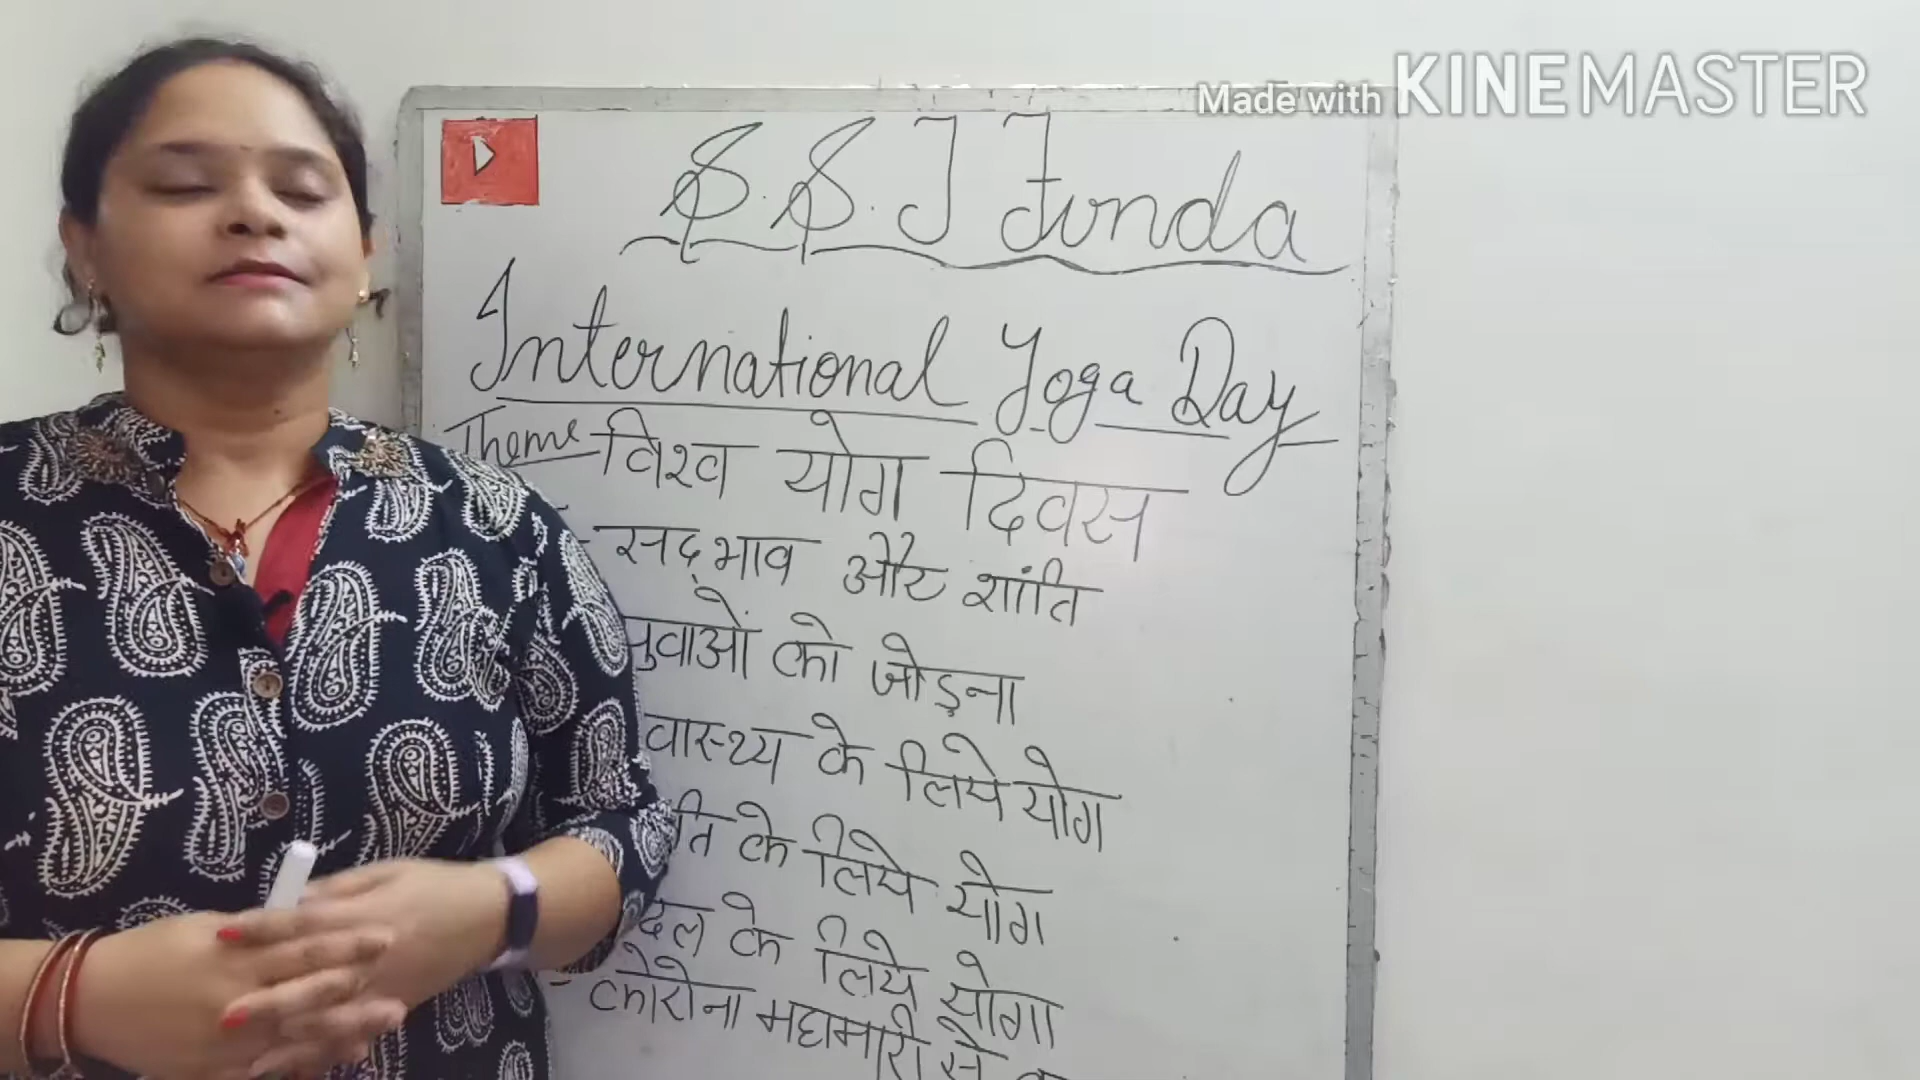 Made with KINEMASTER
S.S.J Funda
International Yoga Day
Theme विश्व योग दिवस
- सद्भाव और शांति
युवाओं को जोड़ना
वास्थ्य के लिये योग
ति के लिये योग
दिल के लिये योगा
- कोरोना महामारी से